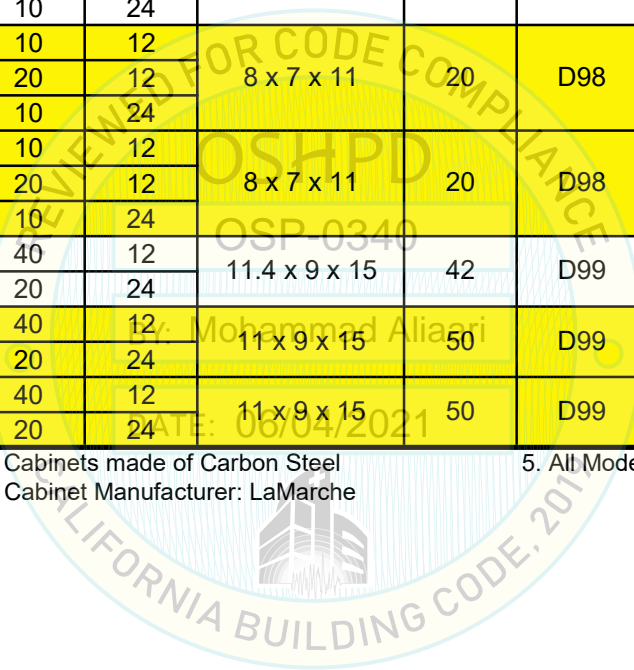 10 24
10 12
20 12 8 x 7 x 11 20 D98
10 24
10 12
20 12 8 x 7 x 11 20 D98
10 24
40 12
11.4 x 9 x 15 42 D99
20 24
40 12
11 x 9 x 15 50 D99
20 24
40 12
11 x 9 x 15 50 D99
20 24
Cabinets made of Carbon Steel 5. All Mode
Cabinet Manufacturer: LaMarche
REVIEWED FOR CODE COMPLIANCE
OSHPD
OSP-0340
BY: Mohammad Aliaari
DATE: 06/04/2021
CALIFORNIA BUILDING CODE, 2019